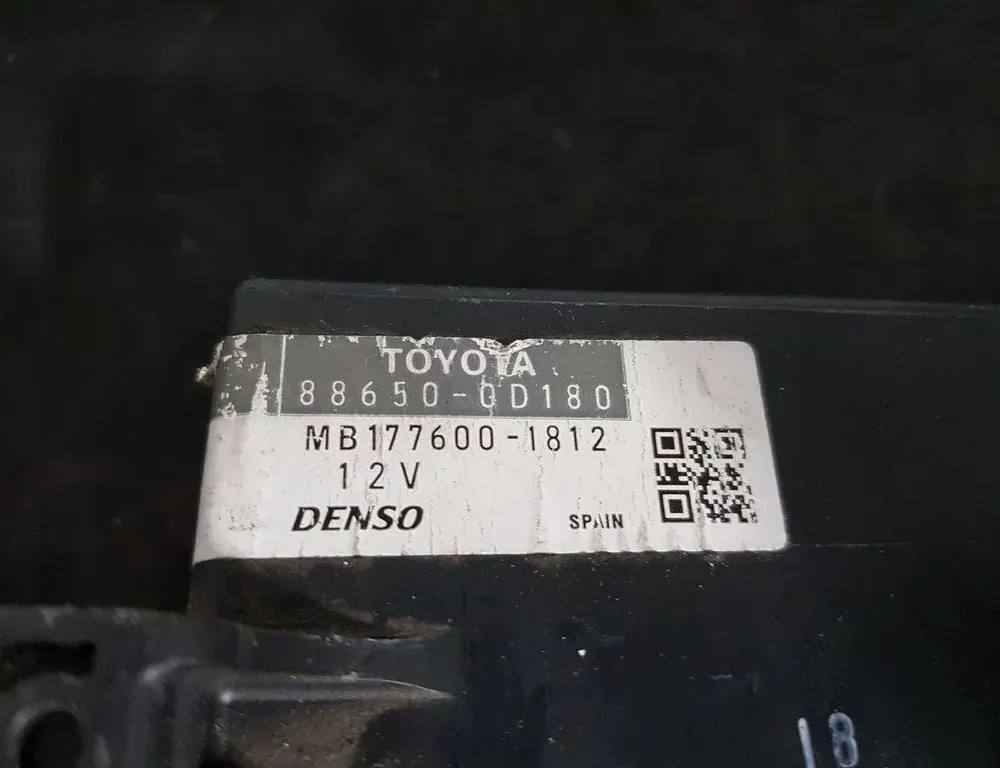 TOYOTA
88650-0D180
MB177600-1812
12V
DENSO SPAIN
18